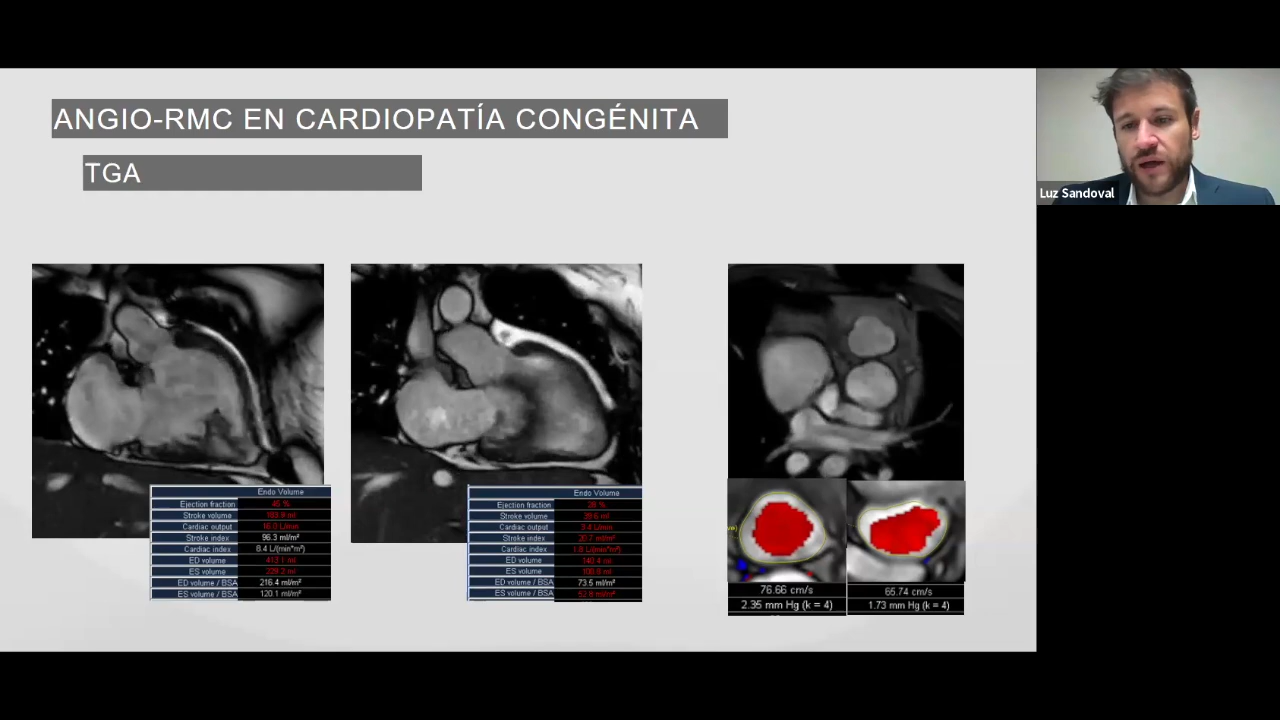 ANGIO-RMC EN CARDIOPATÍA CONGÉNITA
TGA
Luz Sandoval
Endo Volume
Ejection fraction
Stroke volume
Cardiac output
Stroke index 96.3 ml/m²
Cardiac index 8.4 L/(min*m²)
ED volume
ES volume
ED volume / BSA 216.4 ml/m²
ES volume / BSA 120.1 ml/m²
Endo Volume
Ejection fraction
Stroke volume
Cardiac output
Stroke index
Cardiac index
ED volume
ES volume
ED volume / BSA 73.5 ml/m²
ES volume / BSA
76.66 cm/s
2.35 mm Hg (k = 4)
65.74 cm/s
1.73 mm Hg (k = 4)